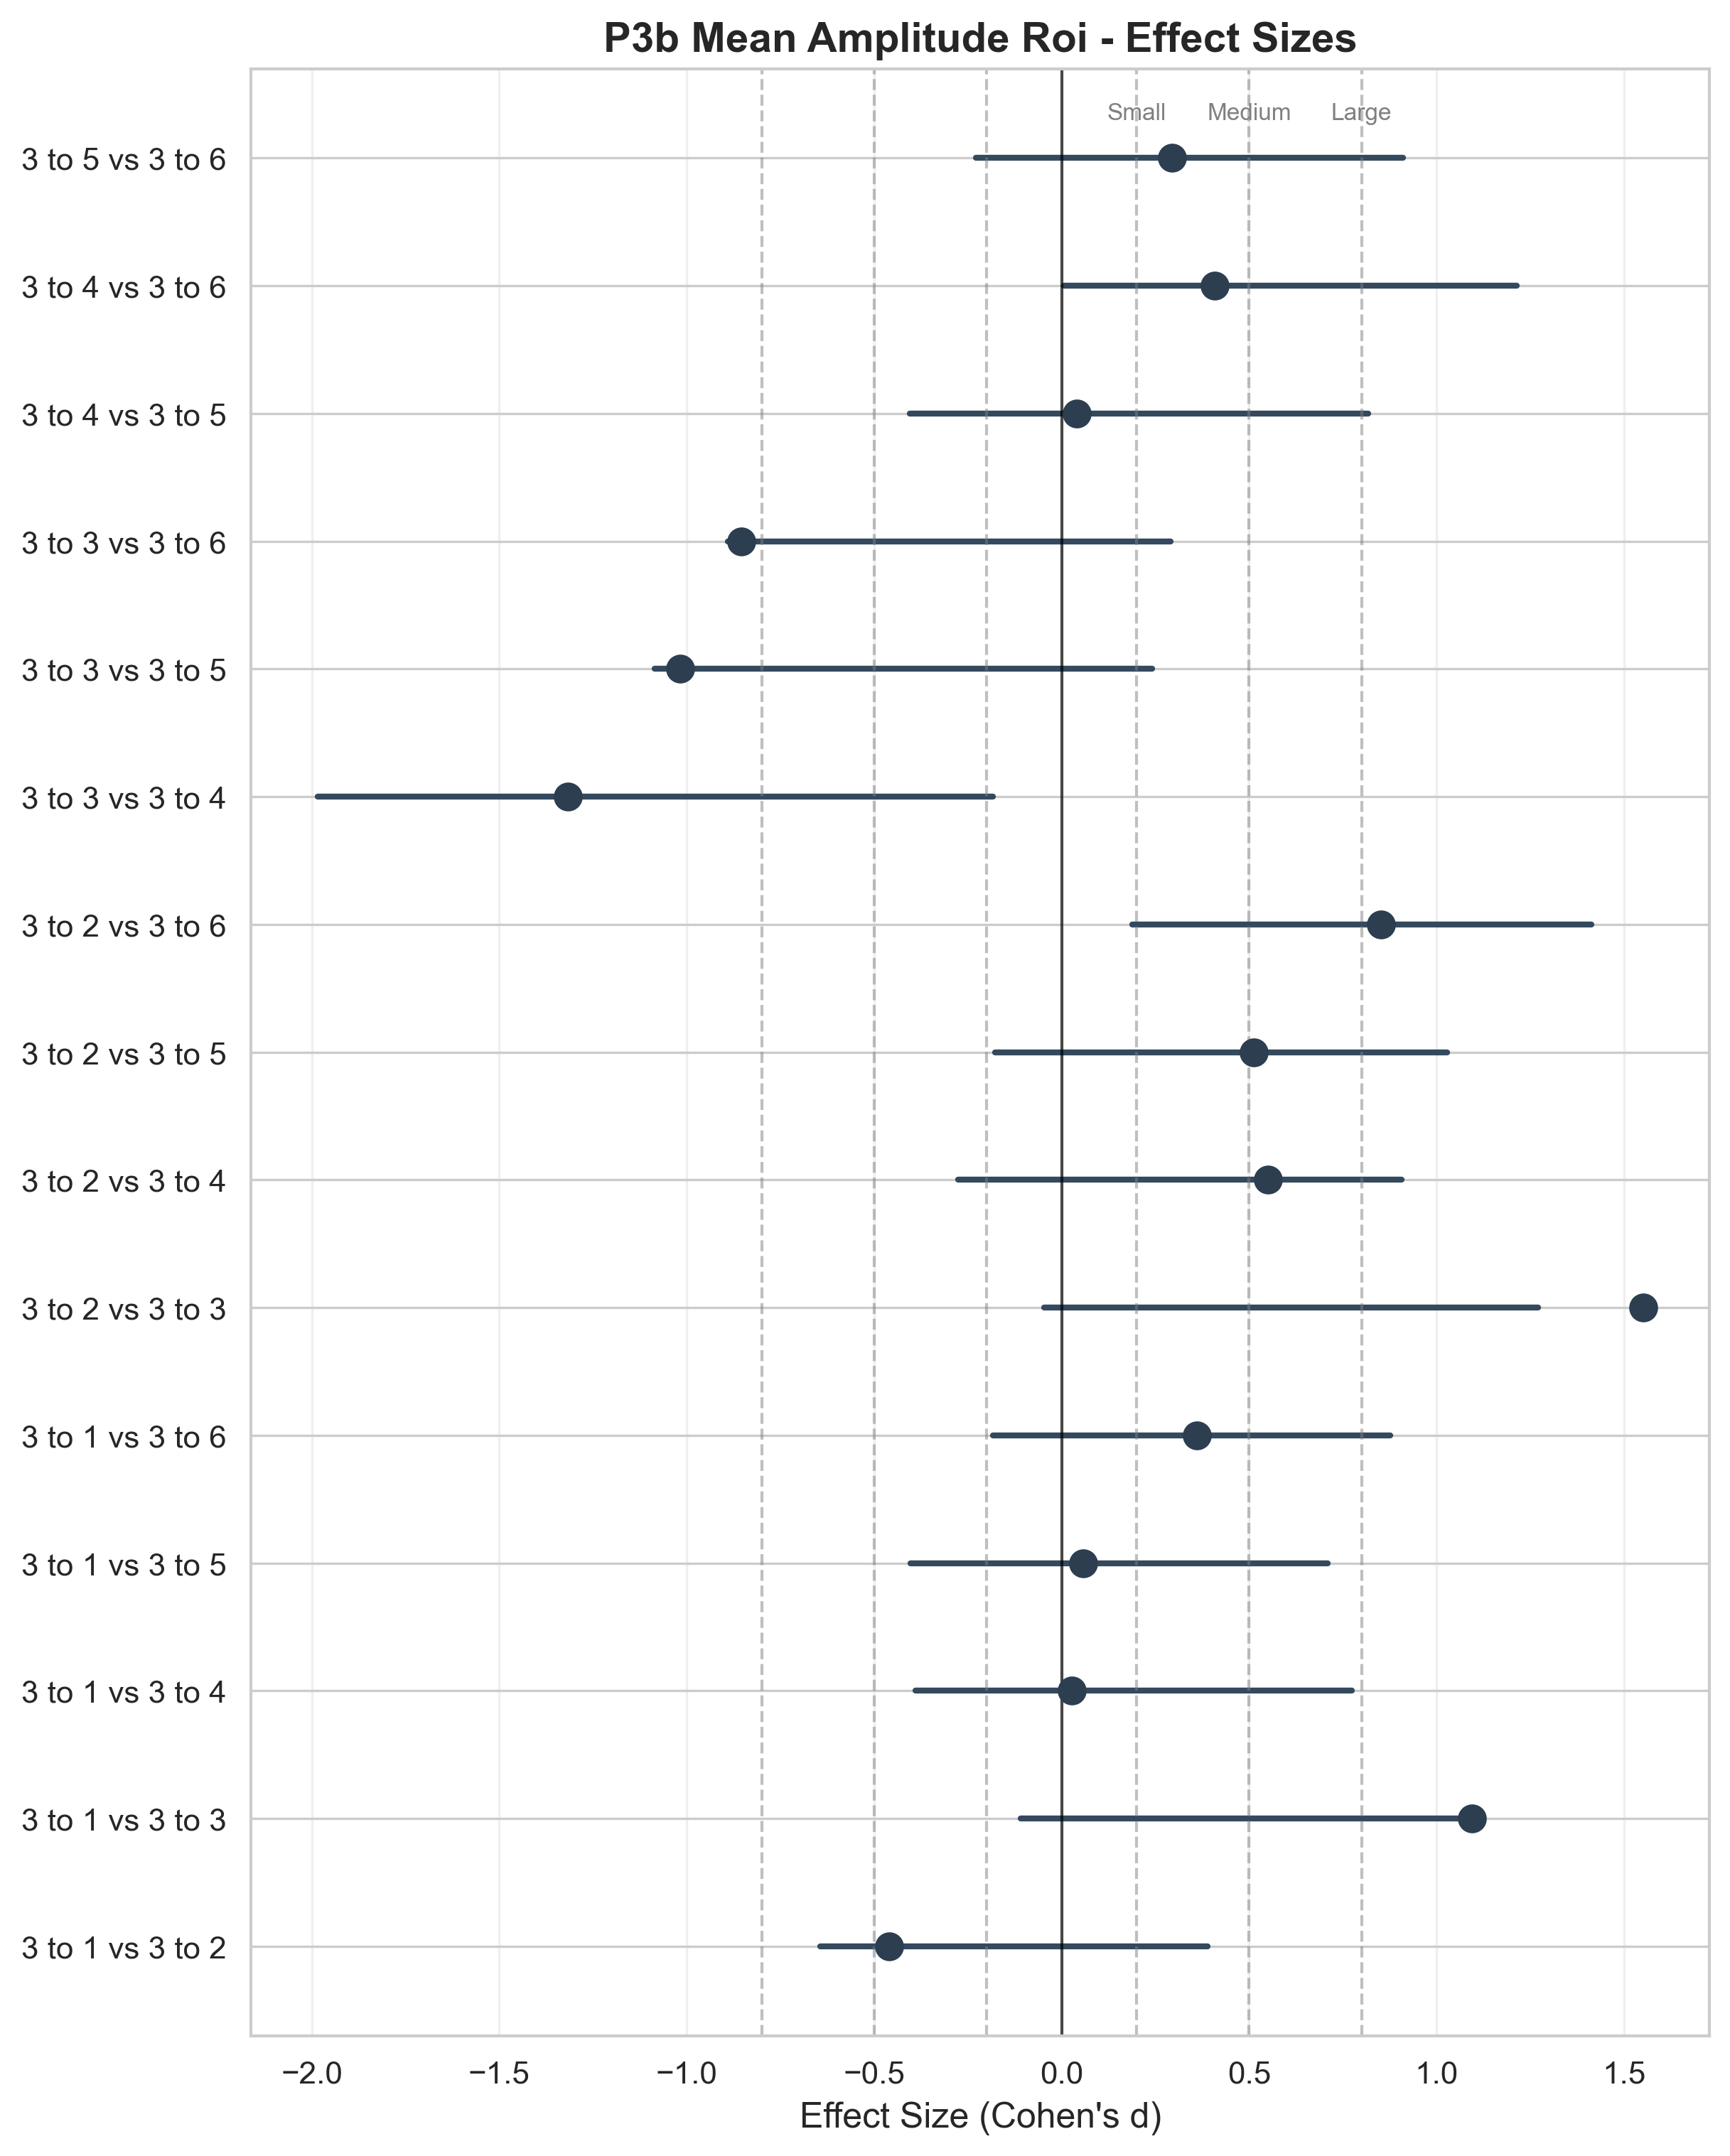 P3b Mean Amplitude Roi - Effect Sizes
Small Medium Large
3 to 5 vs 3 to 6
3 to 4 vs 3 to 6
3 to 4 vs 3 to 5
3 to 3 vs 3 to 6
3 to 3 vs 3 to 5
3 to 3 vs 3 to 4
3 to 2 vs 3 to 6
3 to 2 vs 3 to 5
3 to 2 vs 3 to 4
3 to 2 vs 3 to 3
3 to 1 vs 3 to 6
3 to 1 vs 3 to 5
3 to 1 vs 3 to 4
3 to 1 vs 3 to 3
3 to 1 vs 3 to 2
−2.0 −1.5 −1.0 −0.5 0.0 0.5 1.0 1.5
Effect Size (Cohen's d)